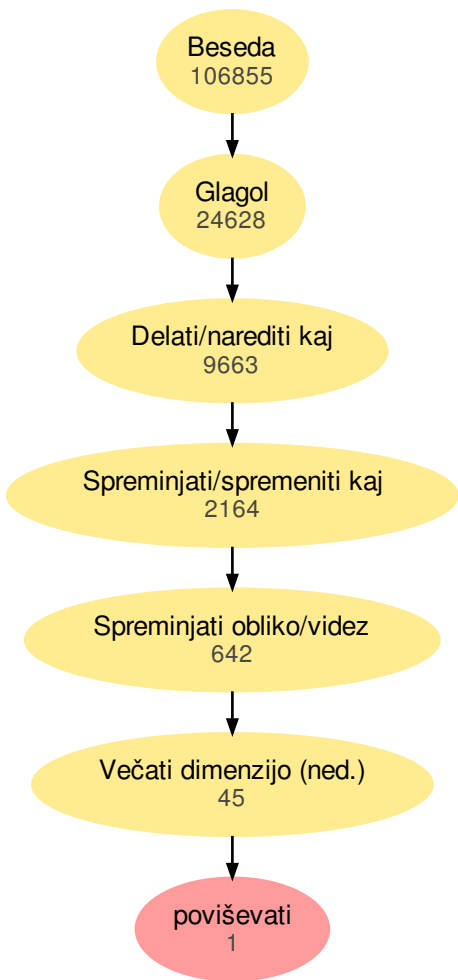 Beseda
106855
Glagol
24628
Delati/narediti kaj
9663
Spreminjati/spremeniti kaj
2164
Spreminjati obliko/videz
642
Večati dimenzijo (ned.)
45
poviševati
1